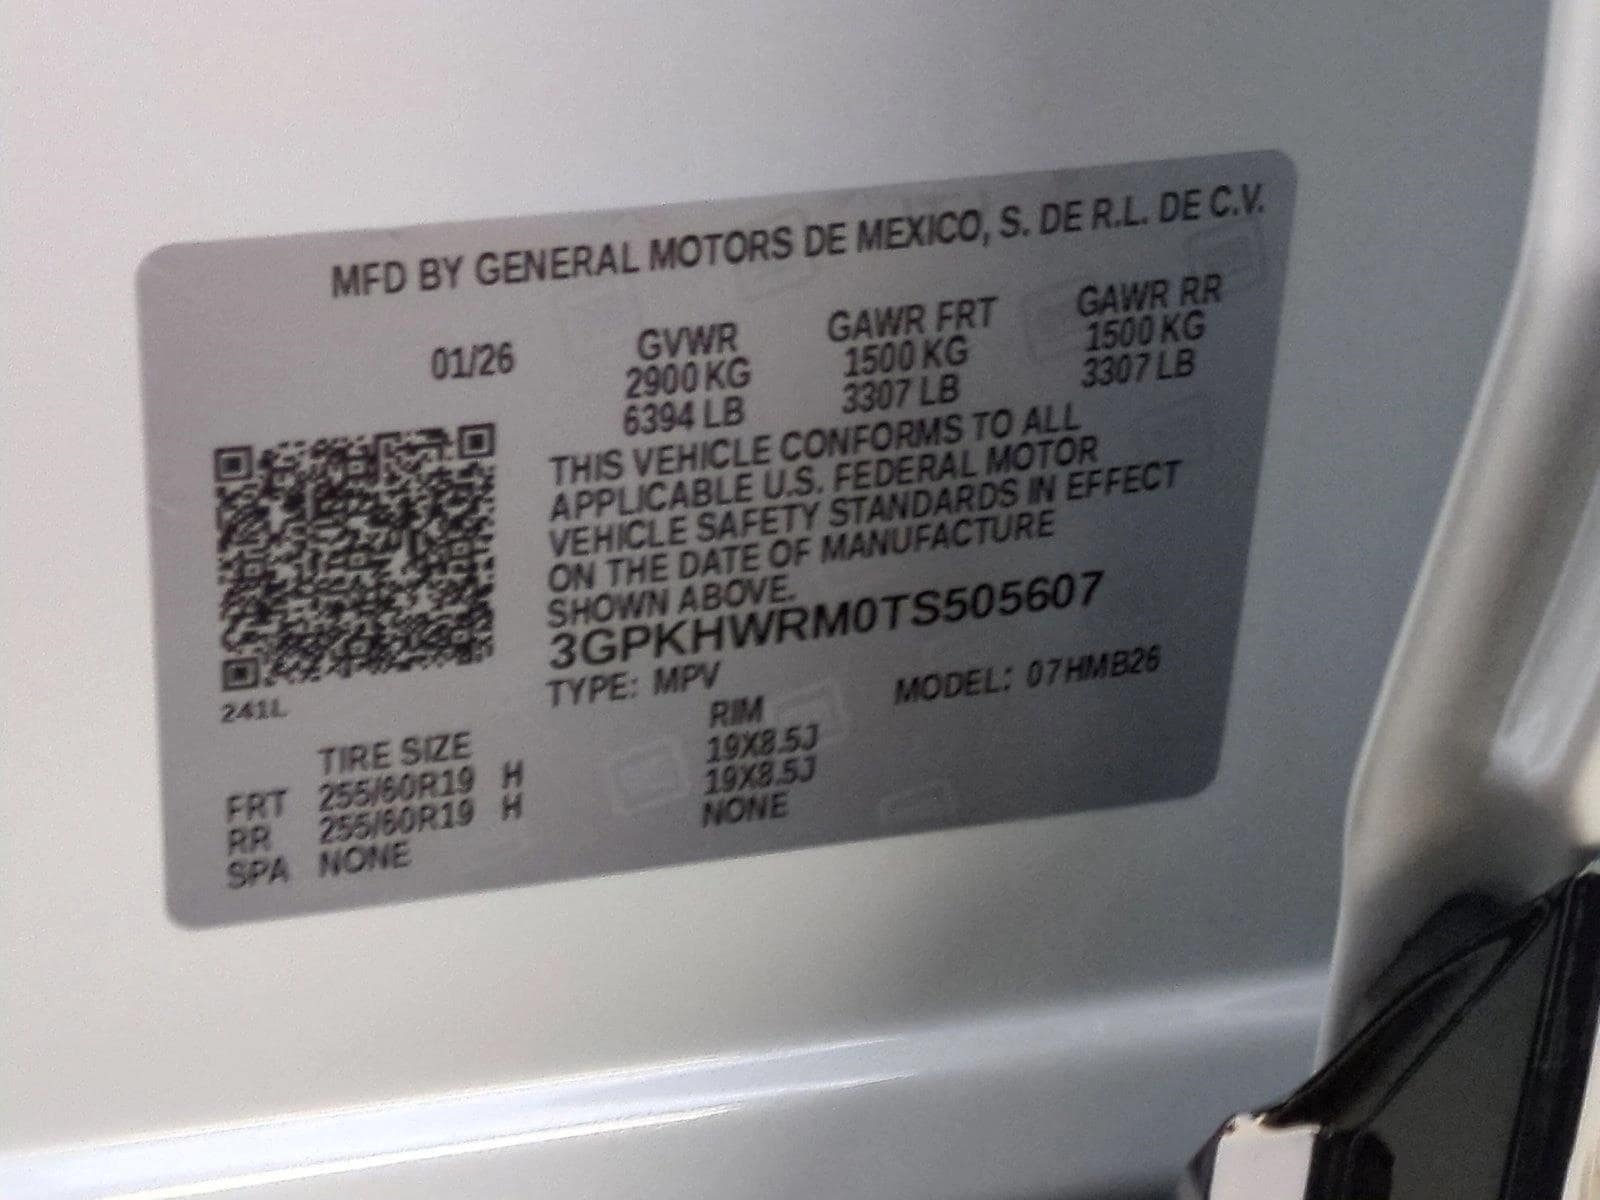 MFD BY GENERAL MOTORS DE MEXICO, S. DE R.L. DE C.V.
01/26 GVWR GAWR FRT GAWR RR
2900 KG 1500 KG 1500 KG
6394 LB 3307 LB 3307 LB
THIS VEHICLE CONFORMS TO ALL
APPLICABLE U.S. FEDERAL MOTOR
VEHICLE SAFETY STANDARDS IN EFFECT
ON THE DATE OF MANUFACTURE
SHOWN ABOVE.
3GPKHWRM0TS505607
TYPE: MPV MODEL: 07HMB26
241L
TIRE SIZE RIM
FRT 255/60R19 H 19X8.5J
RR 255/60R19 H 19X8.5J
SPA NONE NONE